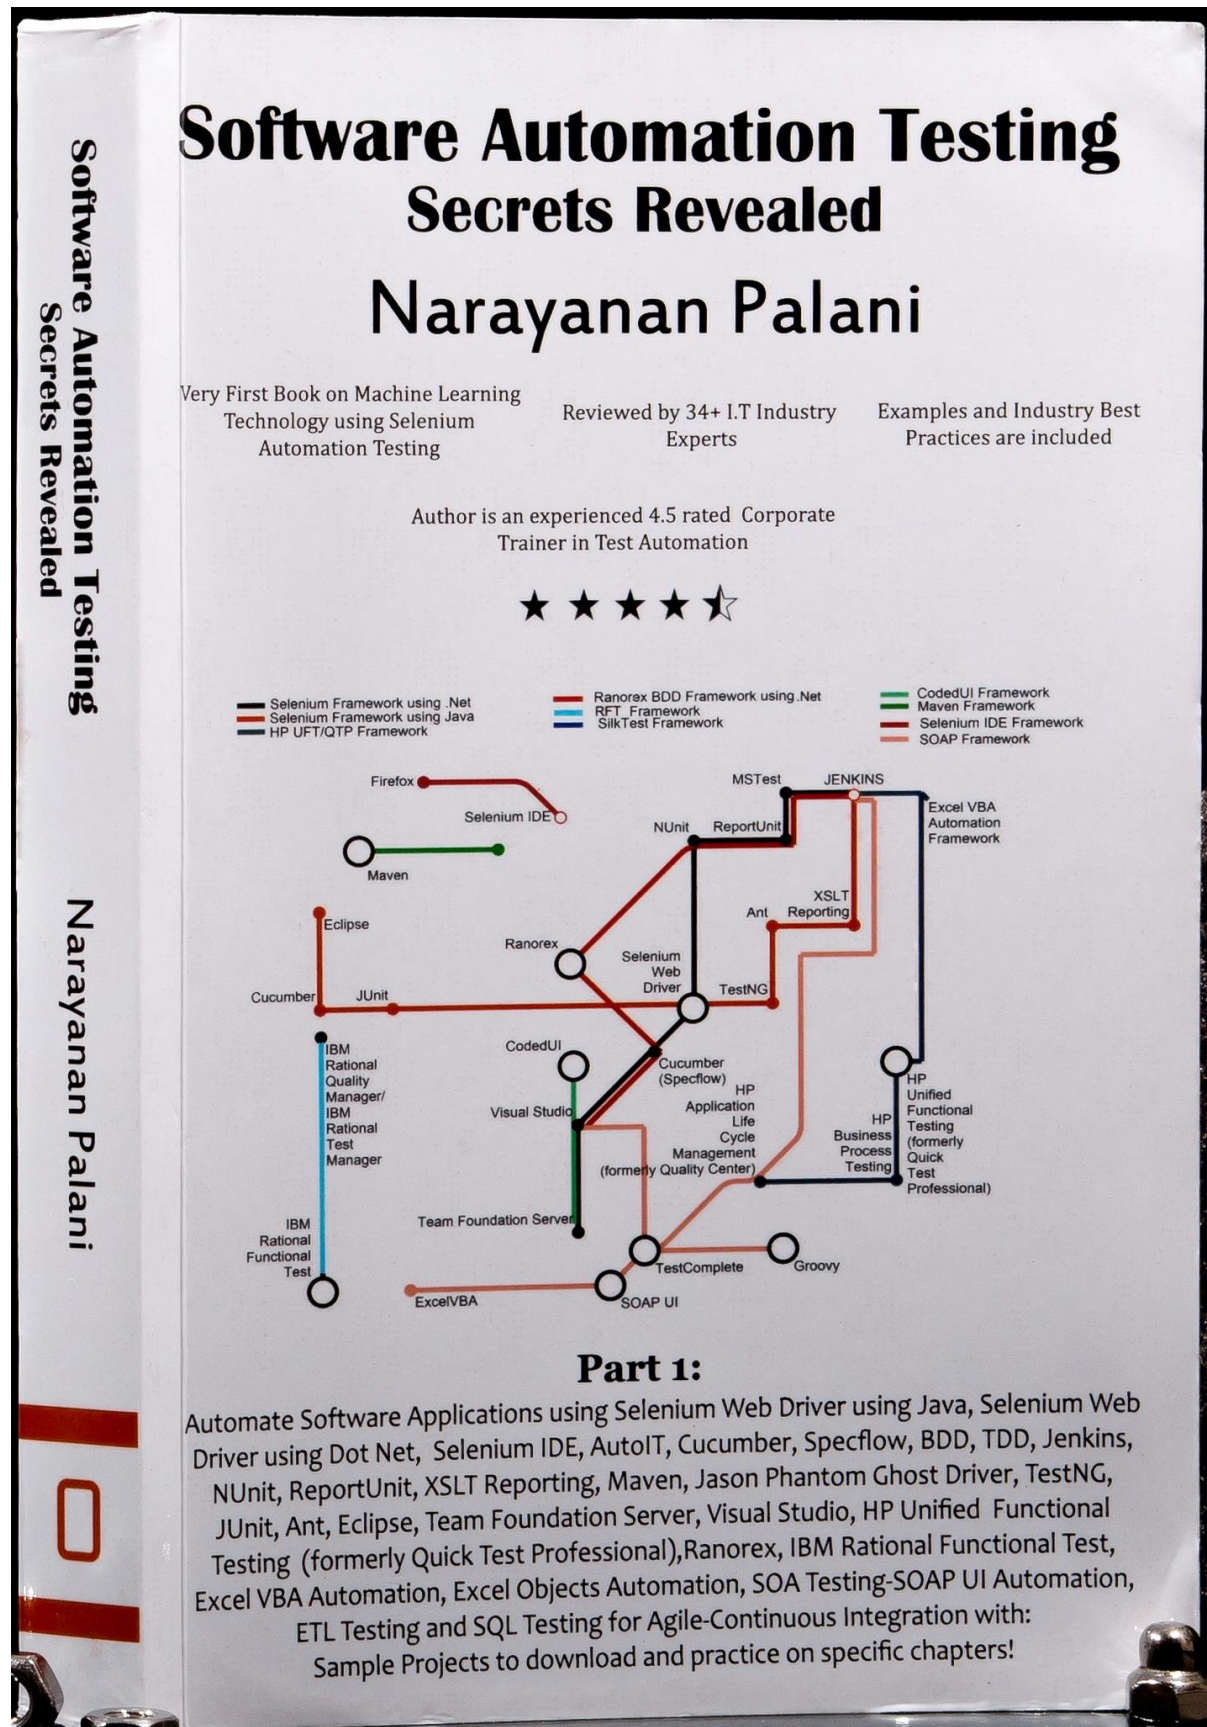 Software Automation Testing
Secrets Revealed
Narayanan Palani
Software Automation Testing
Secrets Revealed
Narayanan Palani
Very First Book on Machine Learning
Technology using Selenium
Automation Testing
Reviewed by 34+ I.T Industry
Experts
Examples and Industry Best
Practices are included
Author is an experienced 4.5 rated Corporate
Trainer in Test Automation
Selenium Framework using .Net
Selenium Framework using Java
HP UFT/QTP Framework
Ranorex BDD Framework using .Net
RFT Framework
SilkTest Framework
CodedUI Framework
Maven Framework
Selenium IDE Framework
SOAP Framework
Firefox
Selenium IDE
Maven
MSTest
JENKINS
NUnit
ReportUnit
Excel VBA
Automation
Framework
Eclipse
XSLT
Reporting
Ant
Ranorex
Selenium
Web
Driver
TestNG
Cucumber
JUnit
IBM
Rational
Quality
Manager/
IBM
Rational
Test
Manager
CodedUI
Cucumber
(Specflow)
Visual Studio
HP
Application
Life
Cycle
Management
(formerly Quality Center)
HP
Business
Process
Testing
HP
Unified
Functional
Testing
(formerly
Quick
Test
Professional)
IBM
Rational
Functional
Test
Team Foundation Server
TestComplete
Groovy
ExcelVBA
SOAP UI
Part 1:
Automate Software Applications using Selenium Web Driver using Java, Selenium Web
Driver using Dot Net, Selenium IDE, AutoIT, Cucumber, Specflow, BDD, TDD, Jenkins,
NUnit, ReportUnit, XSLT Reporting, Maven, Jason Phantom Ghost Driver, TestNG,
JUnit, Ant, Eclipse, Team Foundation Server, Visual Studio, HP Unified Functional
Testing (formerly Quick Test Professional),Ranorex, IBM Rational Functional Test,
Excel VBA Automation, Excel Objects Automation, SOA Testing-SOAP UI Automation,
ETL Testing and SQL Testing for Agile-Continuous Integration with:
Sample Projects to download and practice on specific chapters!